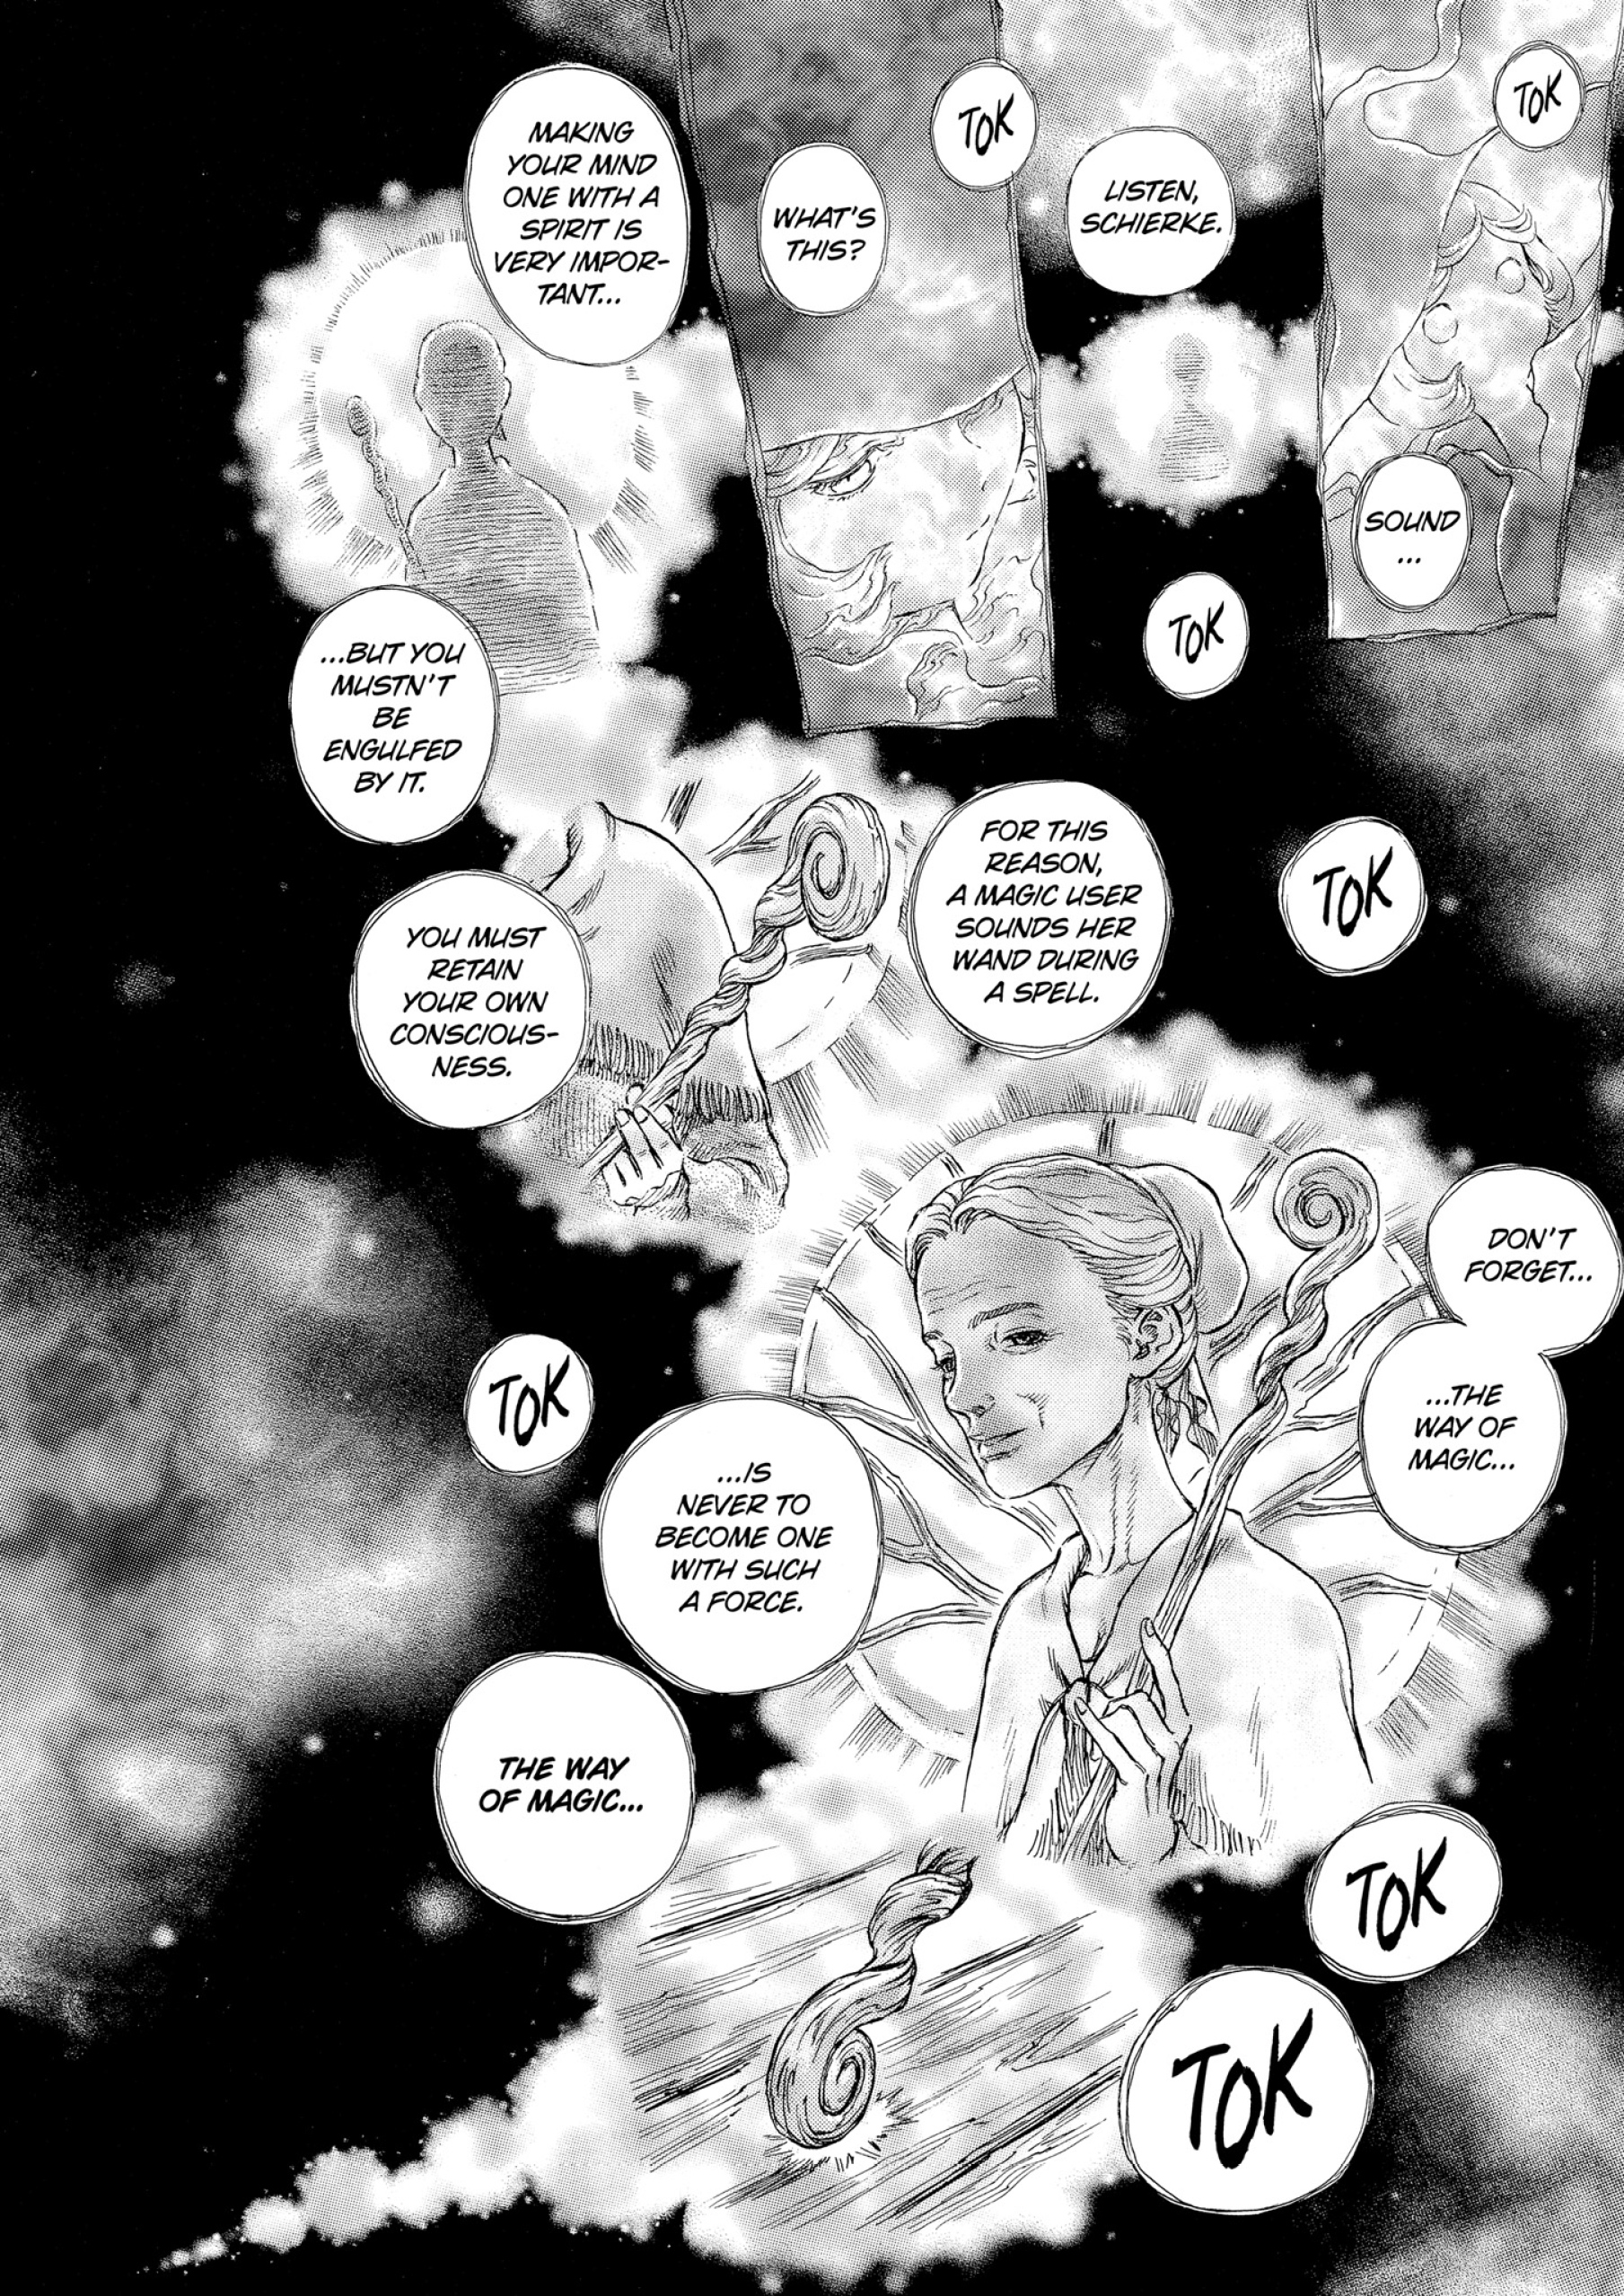 TOK
SOUND
...
TOK
LISTEN,
SCHIERKE.
TOK
WHAT'S
THIS?
MAKING
YOUR MIND
ONE WITH A
SPIRIT IS
VERY IMPOR-
TANT...
...BUT YOU
MUSTN'T
BE
ENGULFED
BY IT.
TOK
FOR THIS
REASON,
A MAGIC USER
SOUNDS HER
WAND DURING
A SPELL.
YOU MUST
RETAIN
YOUR OWN
CONSCIOUS-
NESS.
DON'T
FORGET...
...THE
WAY OF
MAGIC...
...IS
NEVER TO
BECOME ONE
WITH SUCH
A FORCE.
TOK
THE WAY
OF MAGIC...
TOK
TOK